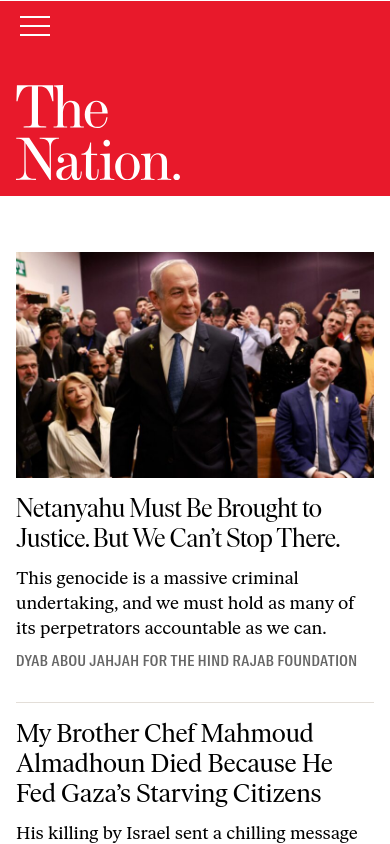 The
Nation.
Netanyahu Must Be Brought to
Justice. But We Can’t Stop There.
This genocide is a massive criminal
undertaking, and we must hold as many of
its perpetrators accountable as we can.
DYAB ABOU JAHJAH FOR THE HIND RAJAB FOUNDATION
My Brother Chef Mahmoud
Almadhoun Died Because He
Fed Gaza’s Starving Citizens
His killing by Israel sent a chilling message